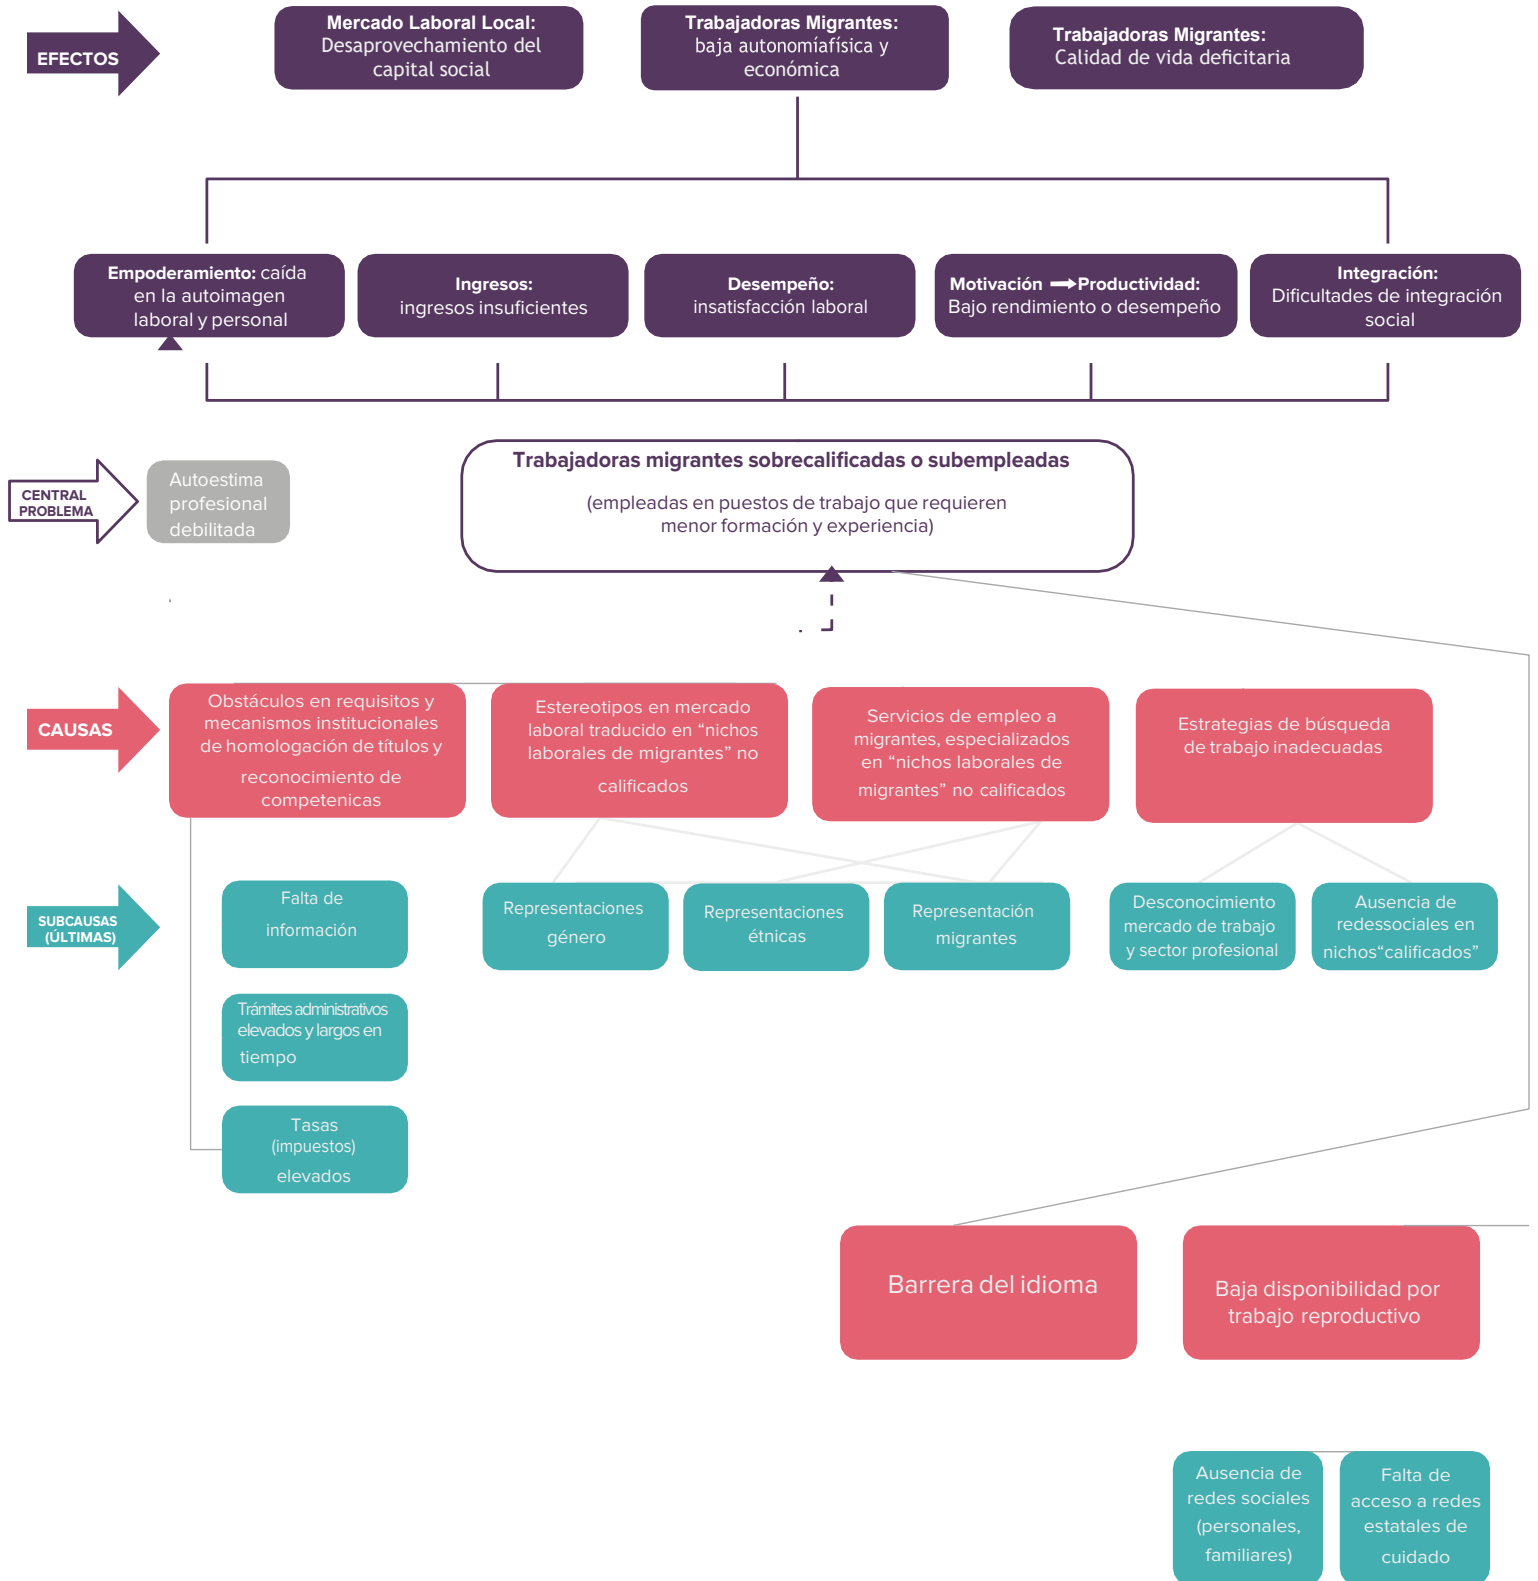 EFECTOS
Mercado Laboral Local:
Desaprovechamiento del
capital social
Trabajadoras Migrantes:
baja autonomíafísica y
económica
Trabajadoras Migrantes:
Calidad de vida deficitaria
Empoderamiento: caída
en la autoimagen
laboral y personal
Ingresos:
ingresos insuficientes
Desempeño:
insatisfacción laboral
Motivación → Productividad:
Bajo rendimiento o desempeño
Integración:
Dificultades de integración
social
CENTRAL
PROBLEMA
Autoestima
profesional
debilitada
Trabajadoras migrantes sobrecalificadas o subempleadas
(empleadas en puestos de trabajo que requieren
menor formación y experiencia)
CAUSAS
Obstáculos en requisitos y
mecanismos institucionales
de homologación de títulos y
reconocimiento de
competenicas
Estereotipos en mercado
laboral traducido en “nichos
laborales de migrantes” no
calificados
Servicios de empleo a
migrantes, especializados
en “nichos laborales de
migrantes” no calificados
Estrategias de búsqueda
de trabajo inadecuadas
SUBCAUSAS
(ÚLTIMAS)
Falta de
información
Representaciones
género
Representaciones
étnicas
Representación
migrantes
Desconocimiento
mercado de trabajo
y sector profesional
Ausencia de
redessociales en
nichos“calificados”
Trámites administrativos
elevados y largos en
tiempo
Tasas
(impuestos)
elevados
Barrera del idioma
Baja disponibilidad por
trabajo reproductivo
Ausencia de
redes sociales
(personales,
familiares)
Falta de
acceso a redes
estatales de
cuidado